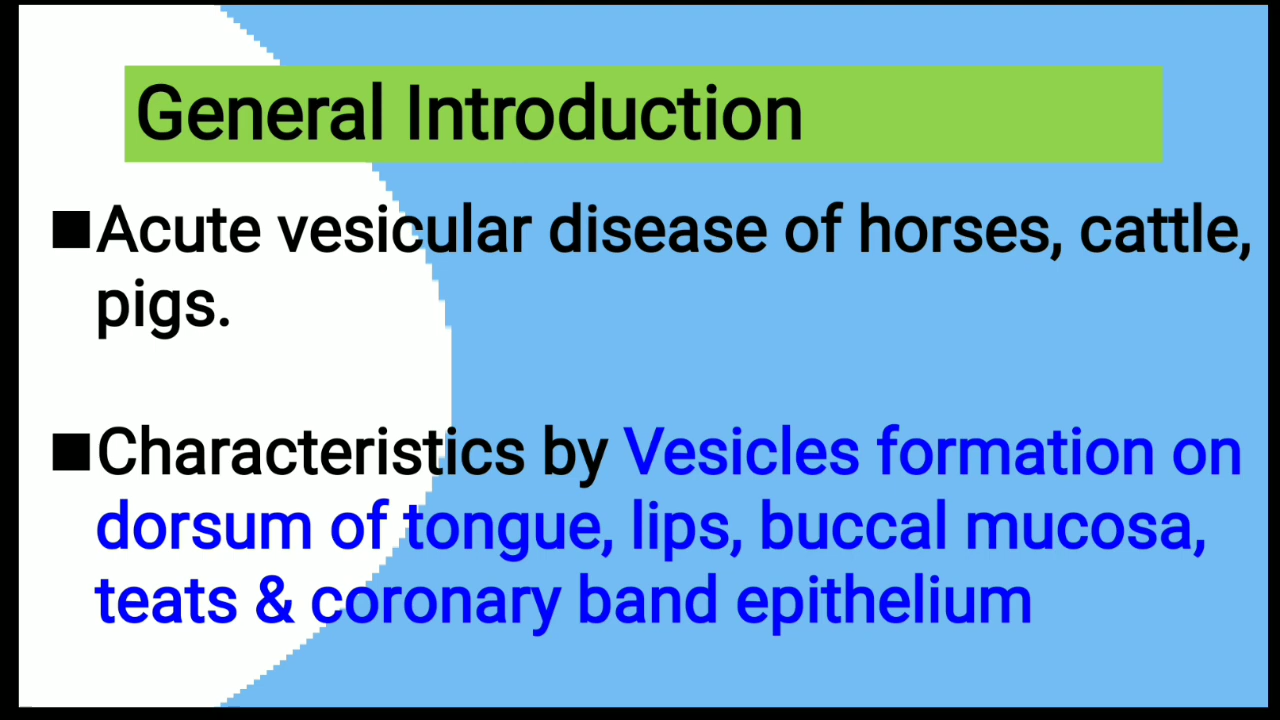 General Introduction
■Acute vesicular disease of horses, cattle,
pigs.
■Characteristics by Vesicles formation on
dorsum of tongue, lips, buccal mucosa,
teats & coronary band epithelium